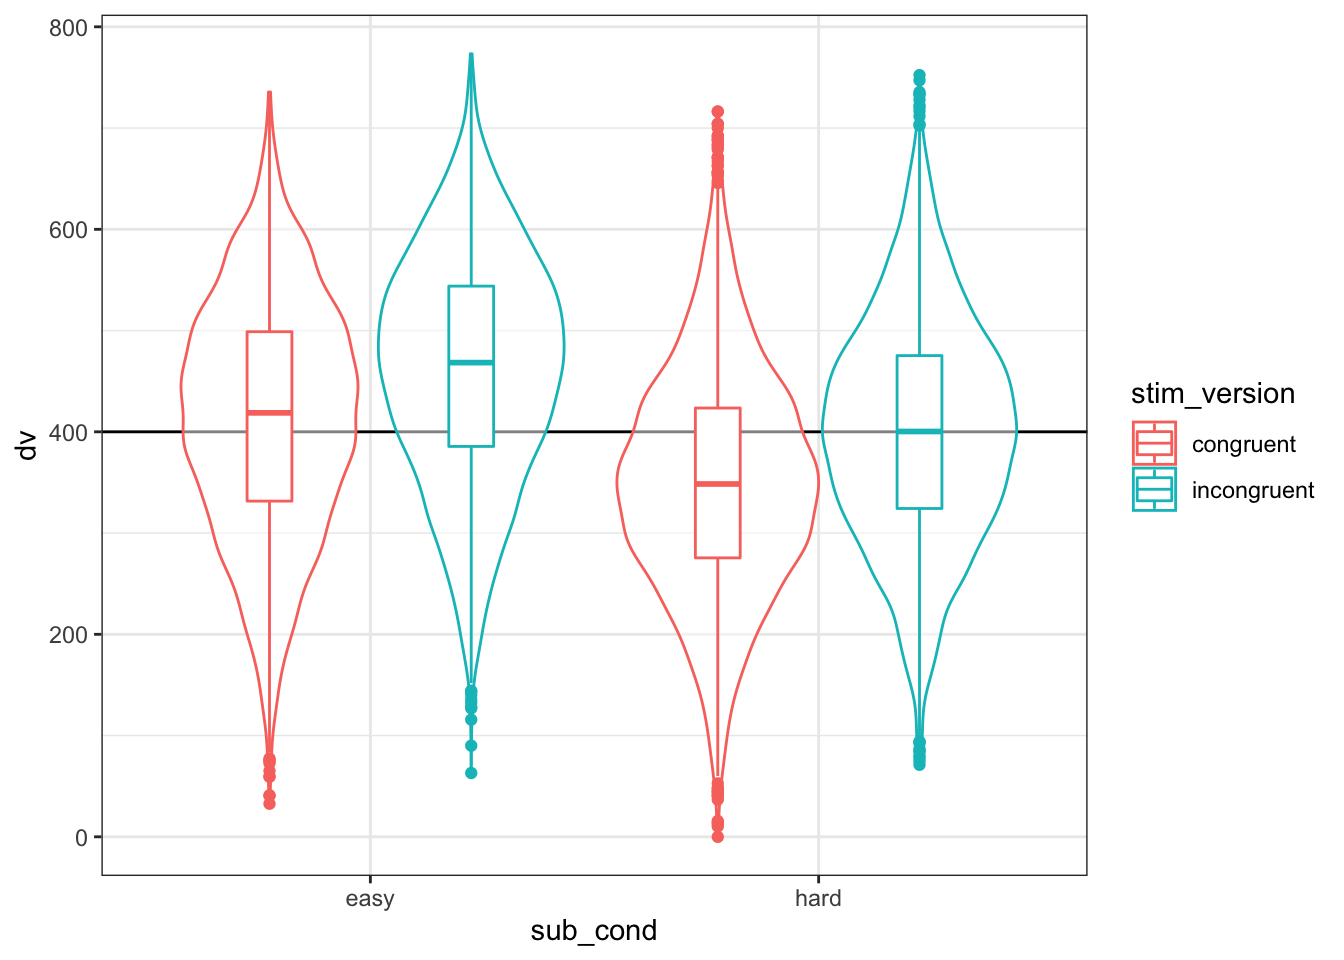 800
600
400
200
0
dv
easy
hard
sub_cond
stim_version
congruent
incongruent